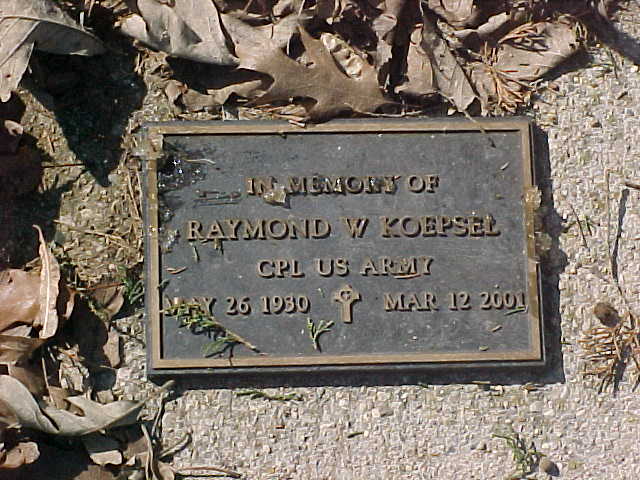 IN MEMORY OF
RAYMOND W KOEPSEL
CPL US ARMY
MAY 26 1930 MAR 12 2001